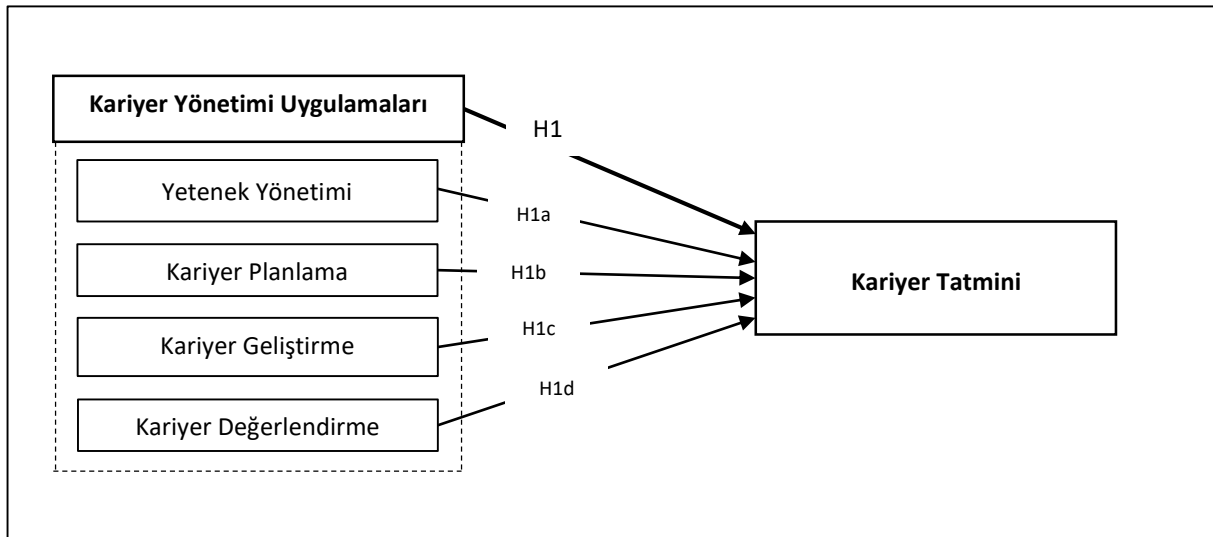 Kariyer Yönetimi Uygulamaları
H1
Yetenek Yönetimi
H1a
Kariyer Planlama
H1b
Kariyer Tatmini
Kariyer Geliştirme
H1c
H1d
Kariyer Değerlendirme